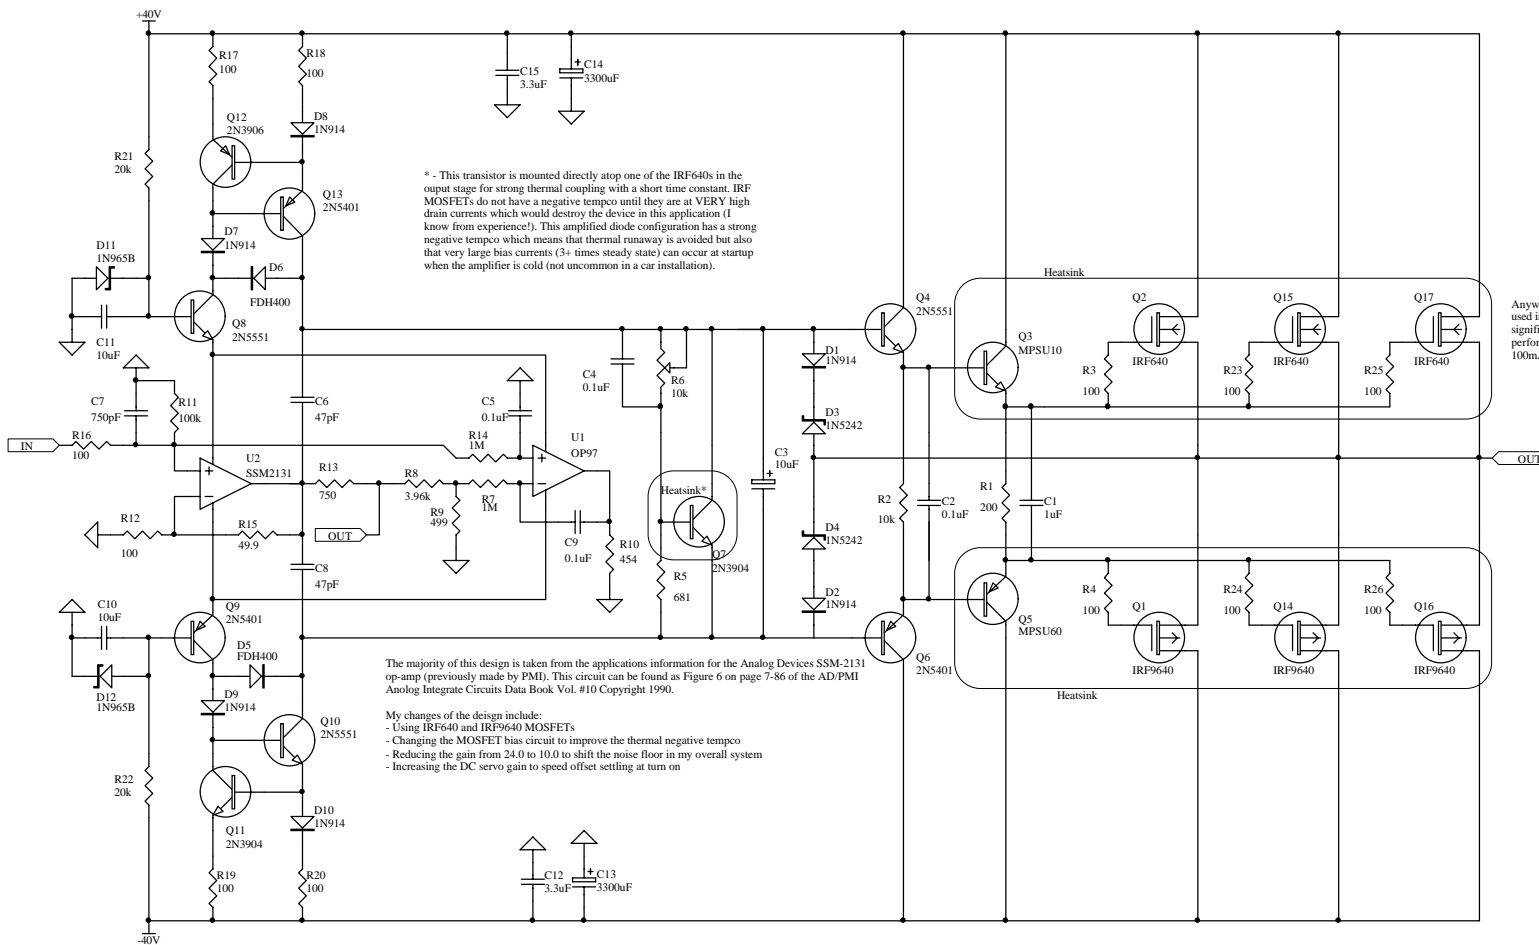 +40V
R17
100
R18
100
C15
3.3uF
+
C14
3300uF
Q12
2N3906
D8
1N914
R21
20k
Q13
2N5401
* - This transistor is mounted directly atop one of the IRF640s in the
ouput stage for strong thermal coupling with a short time constant. IRF
MOSFETs do not have a negative tempco until they are at VERY high
drain currents which would destroy the device in this application (I
know from experience!). This amplified diode configuration has a strong
negative tempco which means that thermal runaway is avoided but also
that very large bias currents (3+ times steady state) can occur at startup
when the amplifier is cold (not uncommon in a car installation).
D7
1N914
D11
1N965B
D6
FDH400
Q8
2N5551
C11
10uF
Heatsink
Q4
2N5551
Q3
MPSU10
Q2
IRF640
Q15
IRF640
Q17
IRF640
Anyw
used i
signifi
perfor
100m
R3
100
R23
100
R25
100
D1
1N914
C4
0.1uF
R6
10k
C7
750pF
R11
100k
C6
47pF
C5
0.1uF
D3
1N5242
IN
R16
100
R14
1M
U1
OP97
+
−
U2
SSM2131
+
−
R13
750
R8
3.96k
R7
1M
R9
499
C3
10uF
+
OUT
Heatsink*
Q7
2N3904
R2
10k
C2
0.1uF
R1
200
C1
1uF
R12
100
R15
49.9
OUT
C9
0.1uF
R10
454
D4
1N5242
C8
47pF
R5
681
D2
1N914
C10
10uF
Q9
2N5401
D5
FDH400
D12
1N965B
D9
1N914
Q6
2N5401
Q5
MPSU60
R4
100
R24
100
R26
100
Q1
IRF9640
Q14
IRF9640
Q16
IRF9640
Heatsink
The majority of this design is taken from the applications information for the Analog Devices SSM-2131
op-amp (previously made by PMI). This circuit can be found as Figure 6 on page 7-86 of the AD/PMI
Anolog Integrate Circuits Data Book Vol. #10 Copyright 1990.
My changes of the deisgn include:
- Using IRF640 and IRF9640 MOSFETs
- Changing the MOSFET bias circuit to improve the thermal negative tempco
- Reducing the gain from 24.0 to 10.0 to shift the noise floor in my overall system
- Increasing the DC servo gain to speed offset settling at turn on
Q10
2N5551
R22
20k
Q11
2N3904
D10
1N914
R19
100
R20
100
C12
3.3uF
+
C13
3300uF
-40V